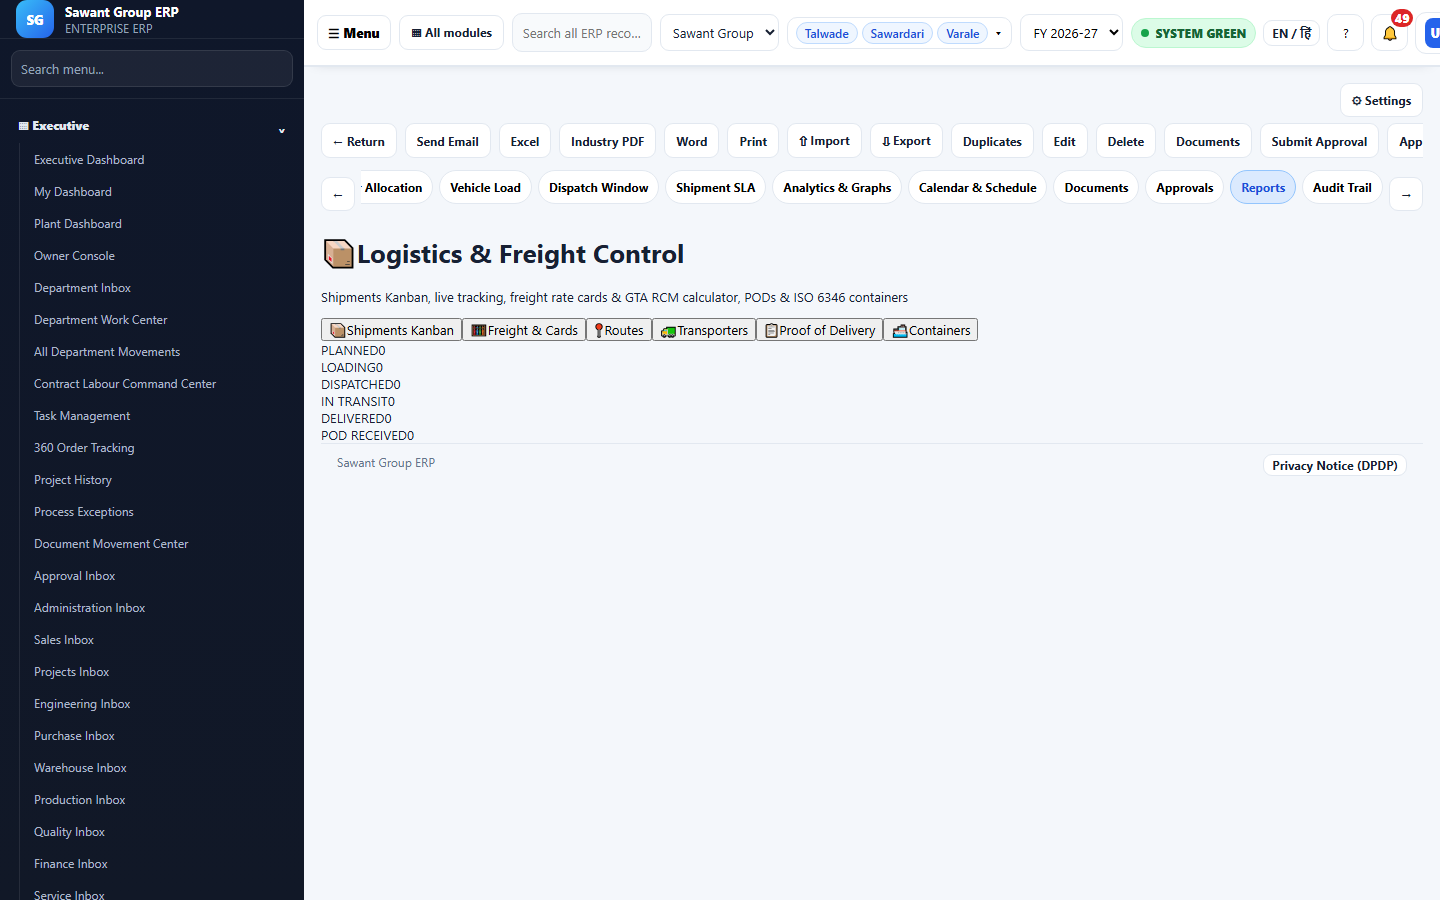 SG
Sawant Group ERP
ENTERPRISE ERP
☰ Menu
All modules
Search all ERP reco...
Sawant Group
Talwade
Sawardari
Varale
FY 2026-27
SYSTEM GREEN
EN / हिं
?
49
U
Search menu...
Executive
Executive Dashboard
My Dashboard
Plant Dashboard
Owner Console
Department Inbox
Department Work Center
All Department Movements
Contract Labour Command Center
Task Management
360 Order Tracking
Project History
Process Exceptions
Document Movement Center
Approval Inbox
Administration Inbox
Sales Inbox
Projects Inbox
Engineering Inbox
Purchase Inbox
Warehouse Inbox
Production Inbox
Quality Inbox
Finance Inbox
Service Inbox
⚙ Settings
← Return
Send Email
Excel
Industry PDF
Word
Print
⇧ Import
⇩ Export
Duplicates
Edit
Delete
Documents
Submit Approval
App
←
Allocation
Vehicle Load
Dispatch Window
Shipment SLA
Analytics & Graphs
Calendar & Schedule
Documents
Approvals
Reports
Audit Trail
→
Logistics & Freight Control
Shipments Kanban, live tracking, freight rate cards & GTA RCM calculator, PODs & ISO 6346 containers
Shipments Kanban
Freight & Cards
Routes
Transporters
Proof of Delivery
Containers
PLANNED0
LOADING0
DISPATCHED0
IN TRANSIT0
DELIVERED0
POD RECEIVED0
Sawant Group ERP
Privacy Notice (DPDP)